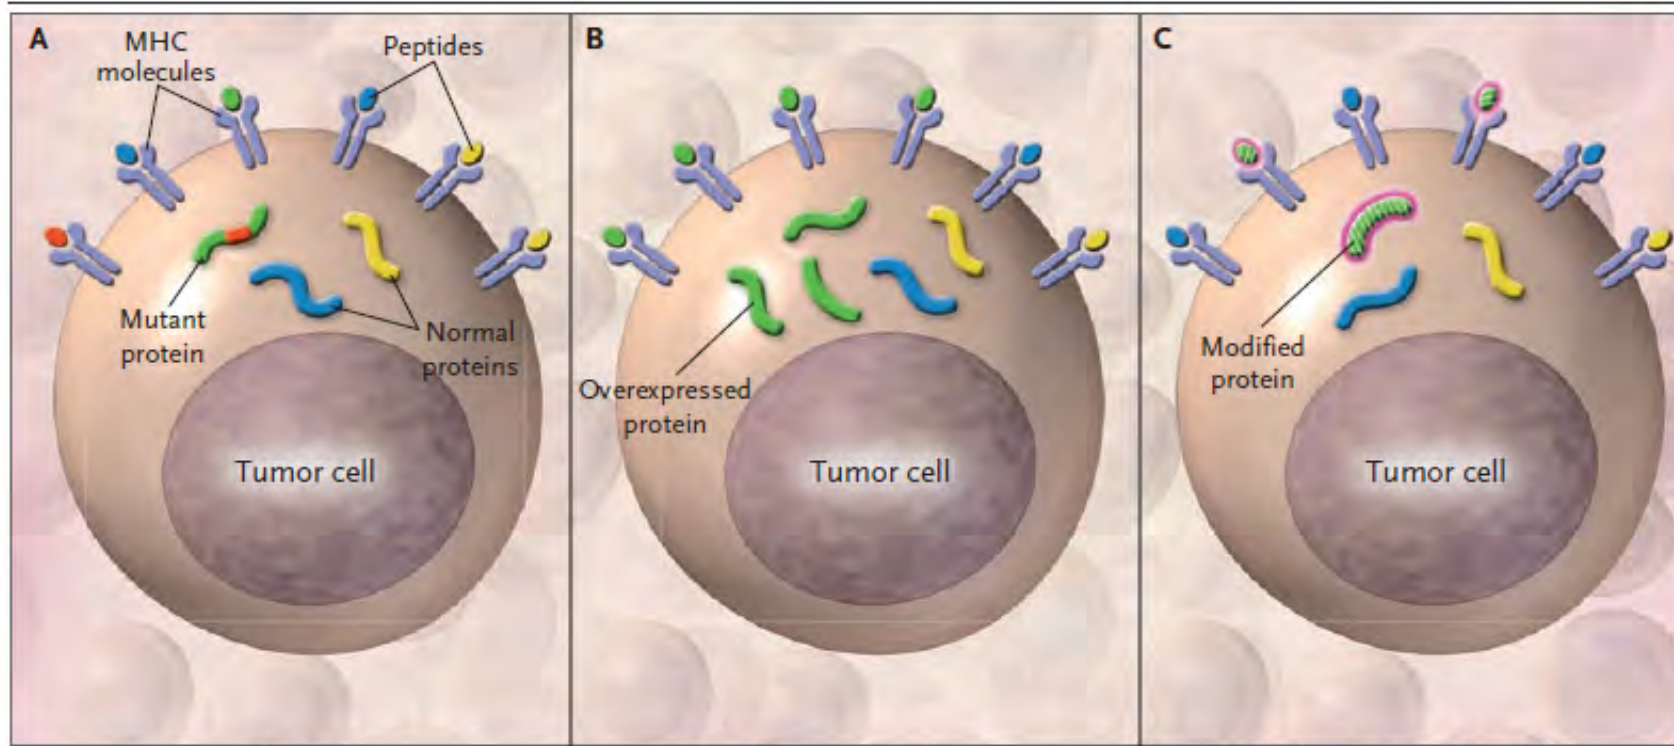 A
MHC
molecules
Peptides
Mutant
protein
Normal
proteins
Tumor cell
B
Overexpressed
protein
Tumor cell
C
Modified
protein
Tumor cell